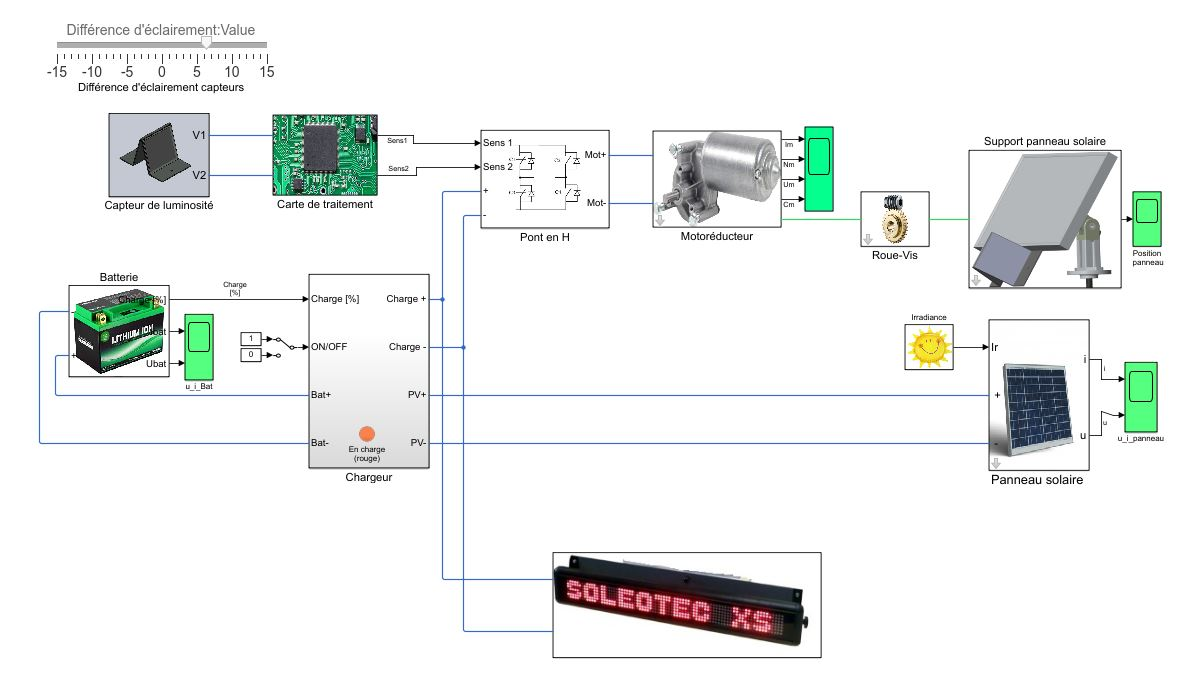 Différence d'éclairement:Value
-15 -10 -5 0 5 10 15
Différence d'éclairement capteurs
V1
V2
Capteur de luminosité
Carte de traitement
Sens1
Sens2
Sens 1
Sens 2
+
-
Mot+
Mot-
Pont en H
Im
Nm
Um
Cm
Motoréducteur
Roue-Vis
Support panneau solaire
Position
panneau
Batterie
Charge [%]
LITHIUM ION
Ubat
+
u_i_Bat
Charge
[%]
1
0
Charge [%]
ON/OFF
Bat+
Bat-
Charge +
Charge -
PV+
PV-
En charge
(rouge)
Chargeur
Irradiance
Ir
+
-
i
u
i
u
u_i_panneau
Panneau solaire
SOLEOTEC XS